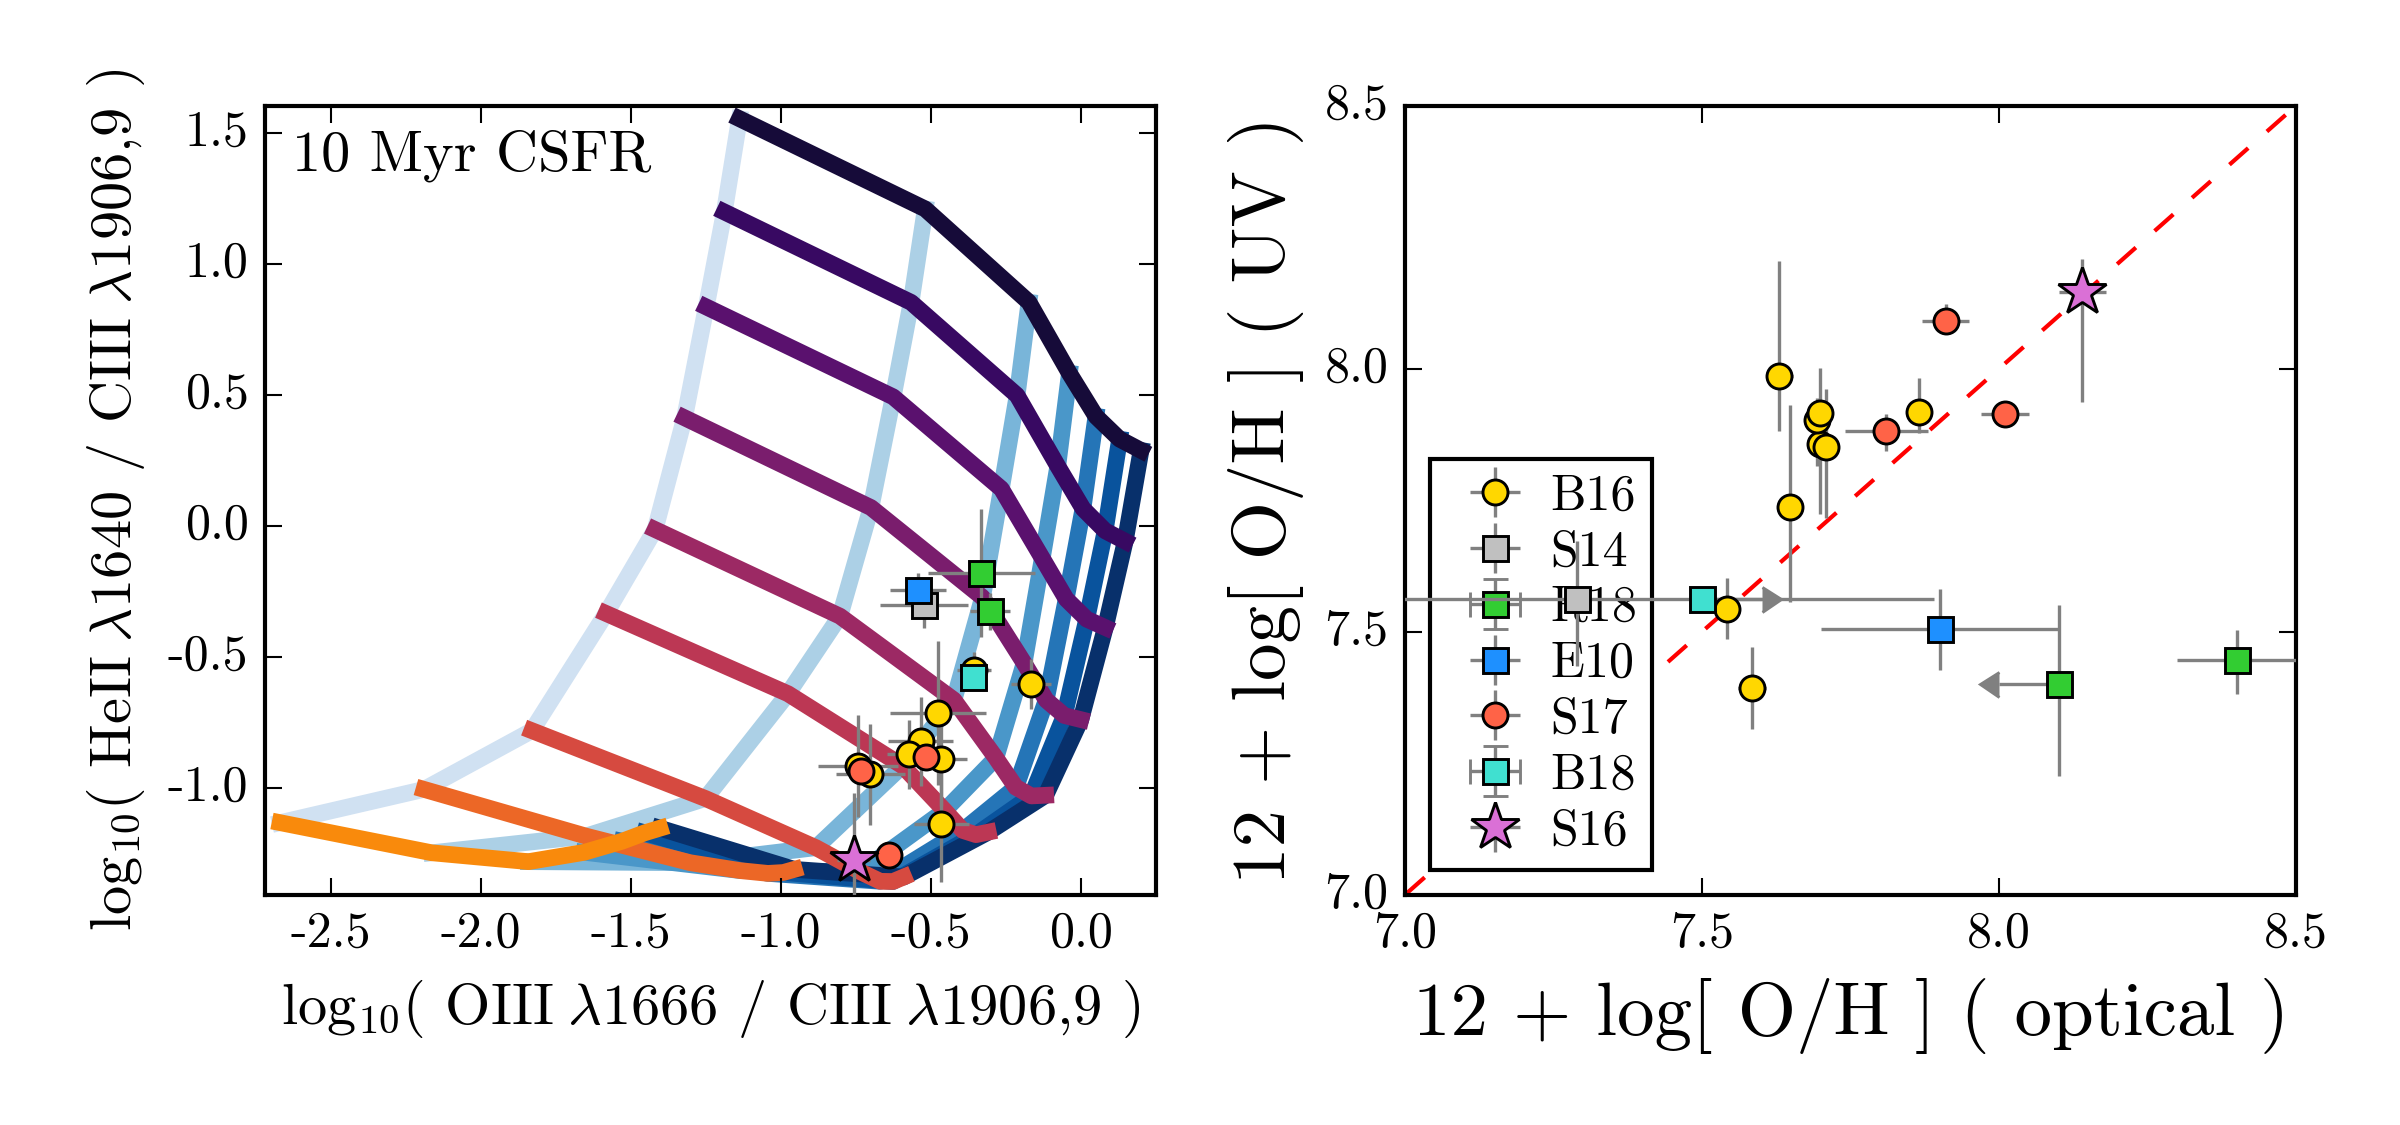 10 Myr CSFR
1.5
1.0
0.5
0.0
-0.5
-1.0
log10( HeII λ1640 / CIII λ1906,9 )
-2.5 -2.0 -1.5 -1.0 -0.5 0.0
log10( OIII λ1666 / CIII λ1906,9 )
8.5
8.0
7.5
7.0
12 + log[ O/H ] ( UV )
B16
S14
R18
E10
S17
B18
S16
7.0 7.5 8.0 8.5
12 + log[ O/H ] ( optical )